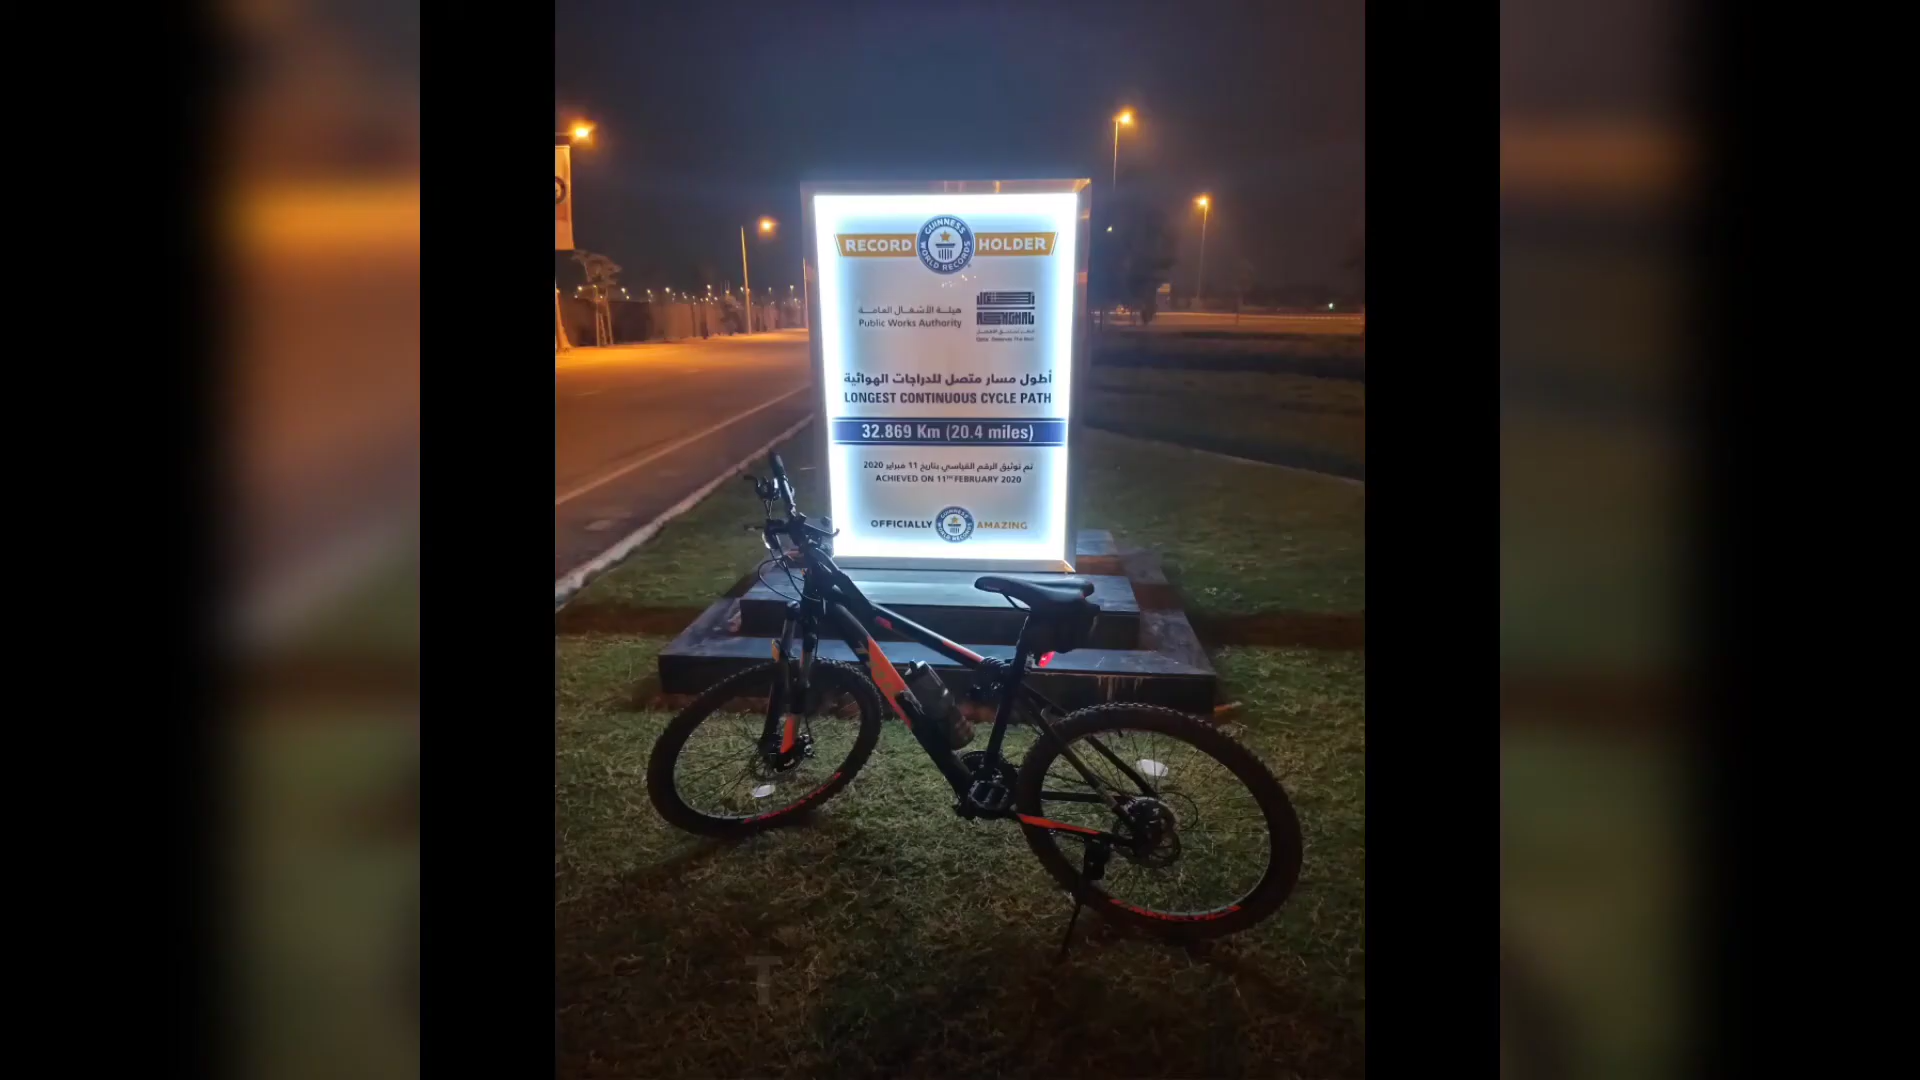 RECORD HOLDER
GUINNESS WORLD RECORDS
هيئة الأشغال العامة
Public Works Authority
ASHGHAL
أطول مسار متصل للدراجات الهوائية
LONGEST CONTINUOUS CYCLE PATH
32.869 Km (20.4 miles)
تم توثيق الرقم القياسي بتاريخ 11 فبراير 2020
ACHIEVED ON 11TH FEBRUARY 2020
OFFICIALLY AMAZING
GUINNESS WORLD RECORDS
T